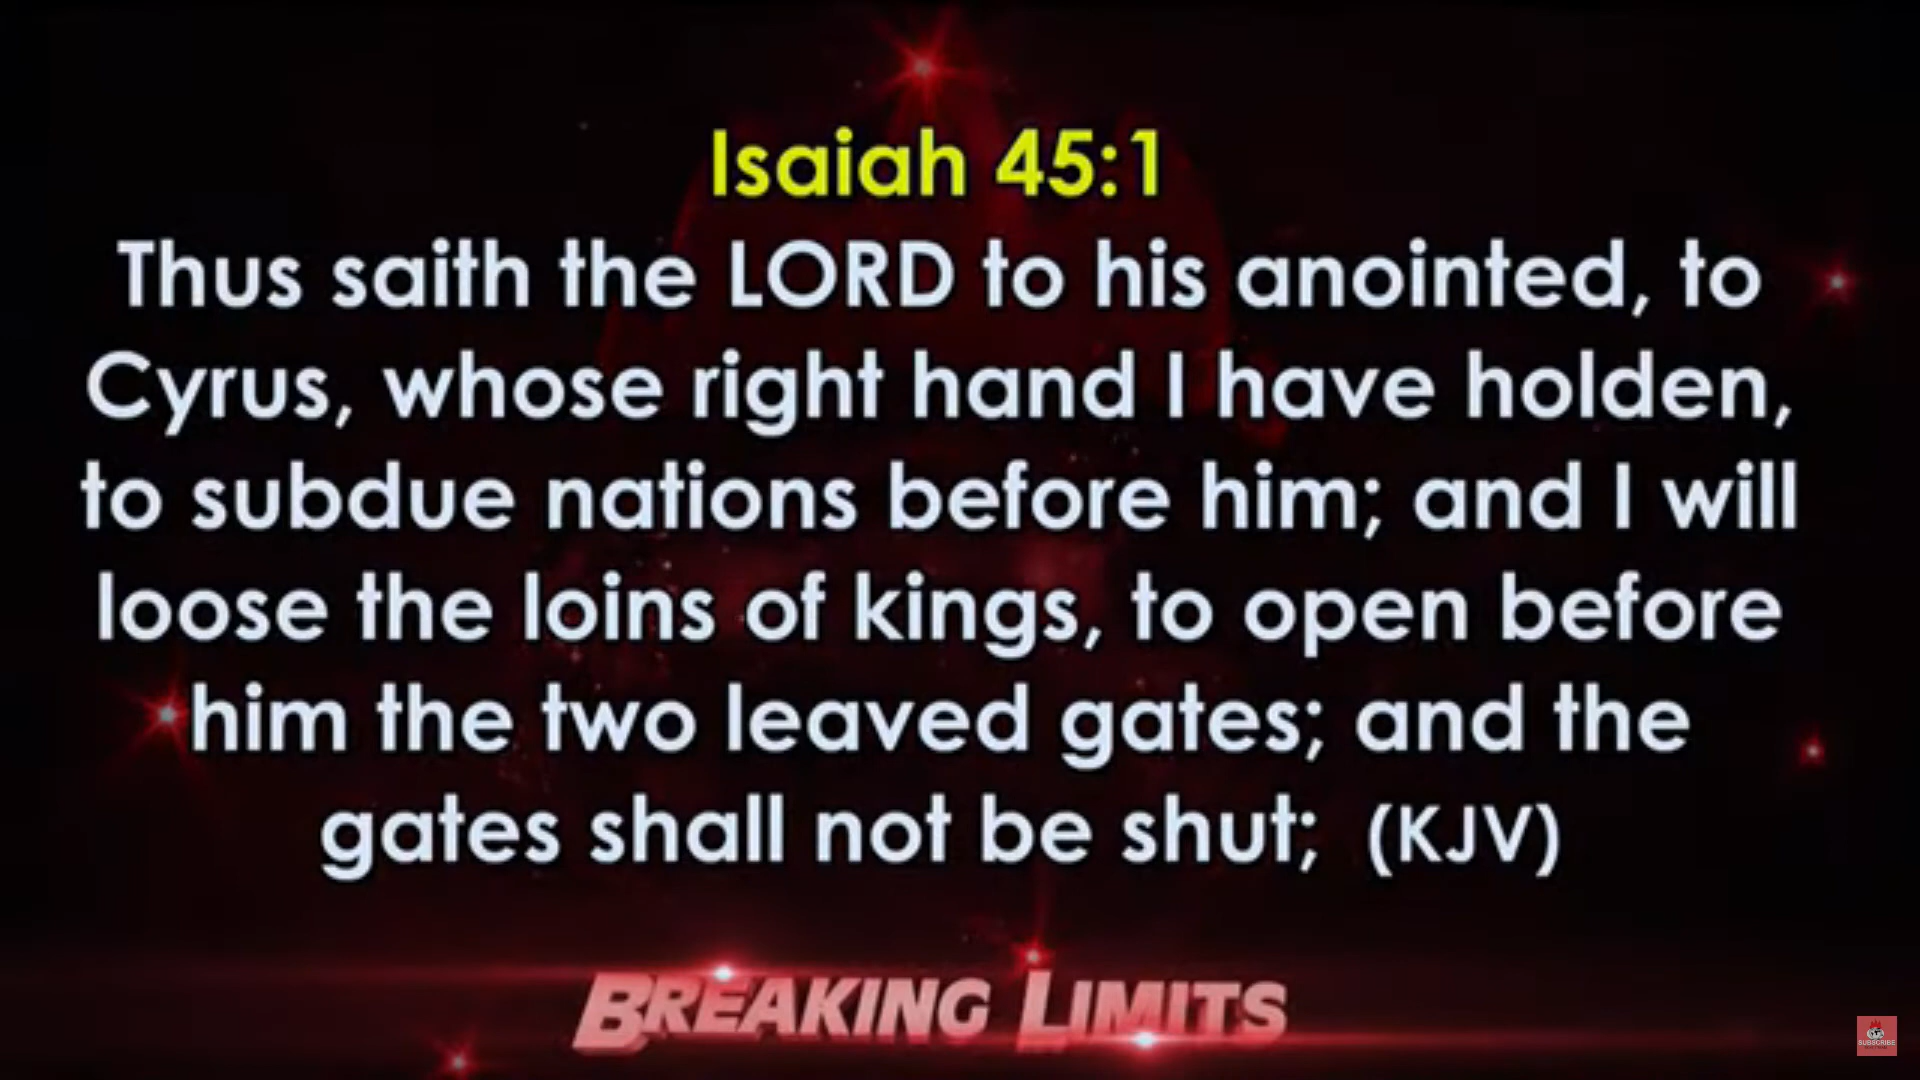 Isaiah 45:1
Thus saith the LORD to his anointed, to
Cyrus, whose right hand I have holden,
to subdue nations before him; and I will
loose the loins of kings, to open before
him the two leaved gates; and the
gates shall not be shut; (KJV)
BREAKING LIMITS
SUBSCRIBE